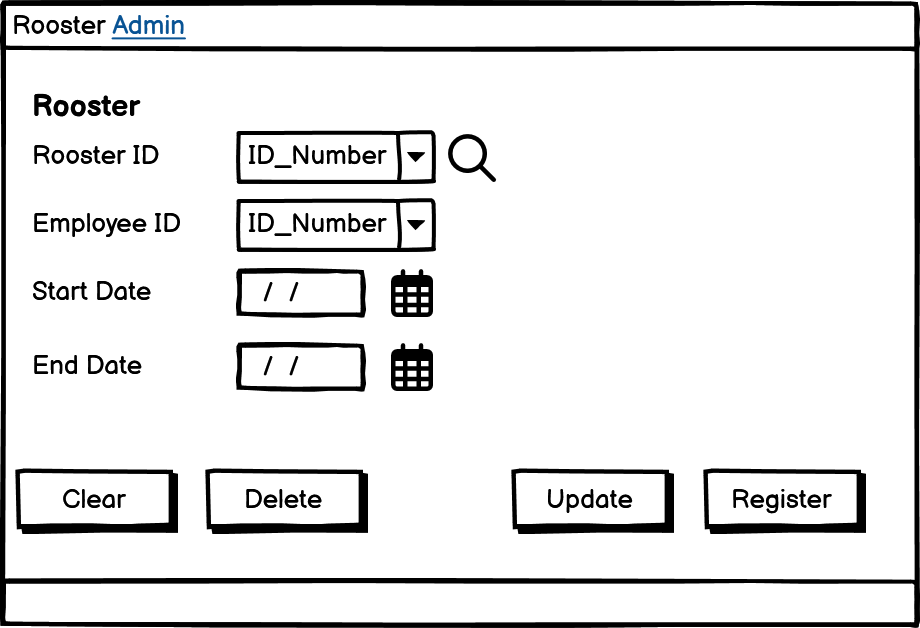 Rooster Admin
Rooster
Rooster ID ID_Number
Employee ID ID_Number
Start Date / /
End Date / /
Clear Delete Update Register